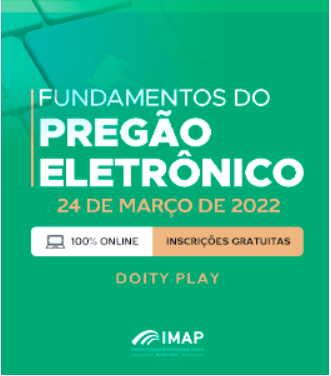 FUNDAMENTOS DO
PREGÃO
ELETRÔNICO
24 DE MARÇO DE 2022
100% ONLINE
INSCRIÇÕES GRATUITAS
DOITY PLAY
IMAP